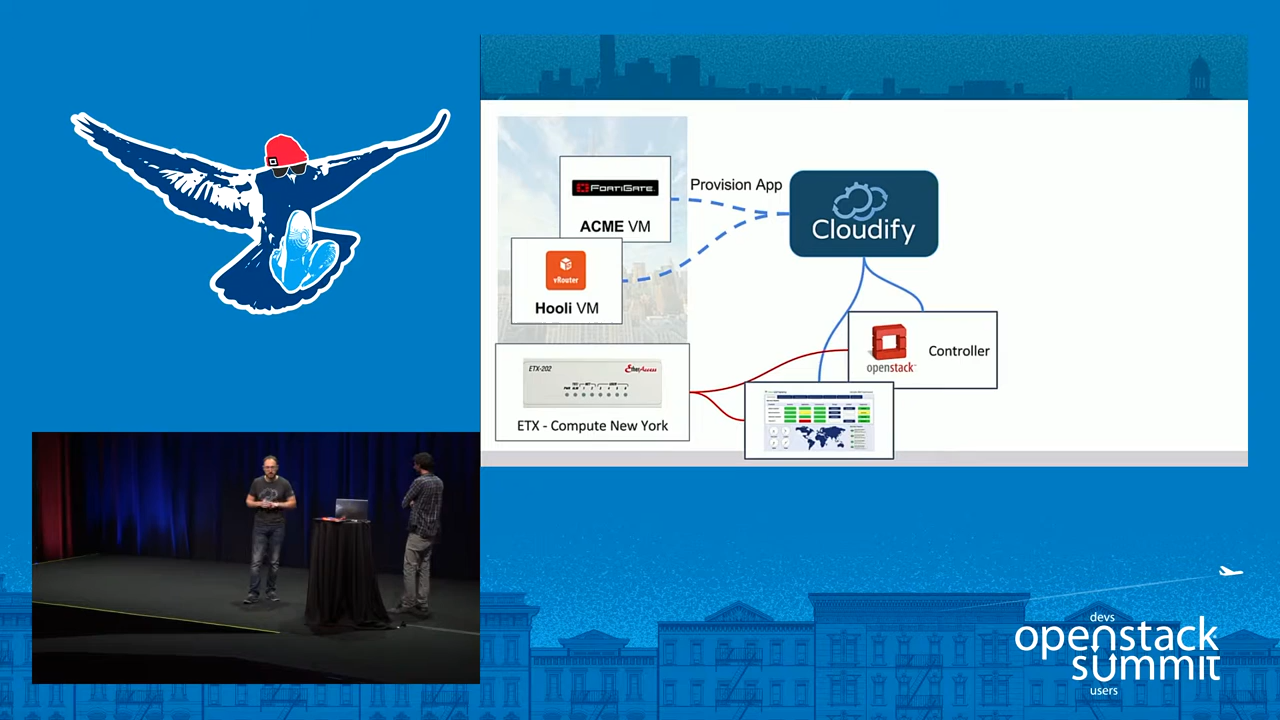 FORTIGATE
ACME VM
Provision App
Cloudify
vRouter
Hooli VM
openstack
Controller
ETX-202
EtherAccess
ETX - Compute New York
devs
openstack
summit
users